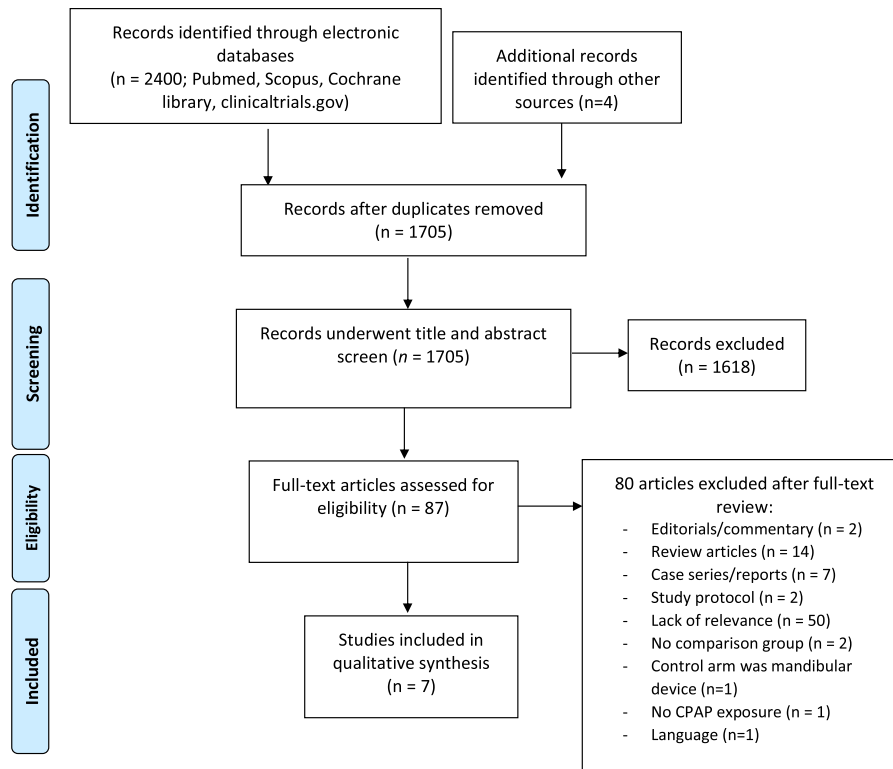 Records identified through electronic
databases
(n = 2400; Pubmed, Scopus, Cochrane
library, clinicaltrials.gov)
Additional records
identified through other
sources (n=4)
Identification
Records after duplicates removed
(n = 1705)
Screening
Records underwent title and abstract
screen (n = 1705)
Records excluded
(n = 1618)
Eligibility
Full-text articles assessed for
eligibility (n = 87)
80 articles excluded after full-text
review:
- Editorials/commentary (n = 2)
- Review articles (n = 14)
- Case series/reports (n = 7)
- Study protocol (n = 2)
- Lack of relevance (n = 50)
- No comparison group (n = 2)
- Control arm was mandibular
device (n=1)
- No CPAP exposure (n = 1)
- Language (n=1)
Included
Studies included in
qualitative synthesis
(n = 7)